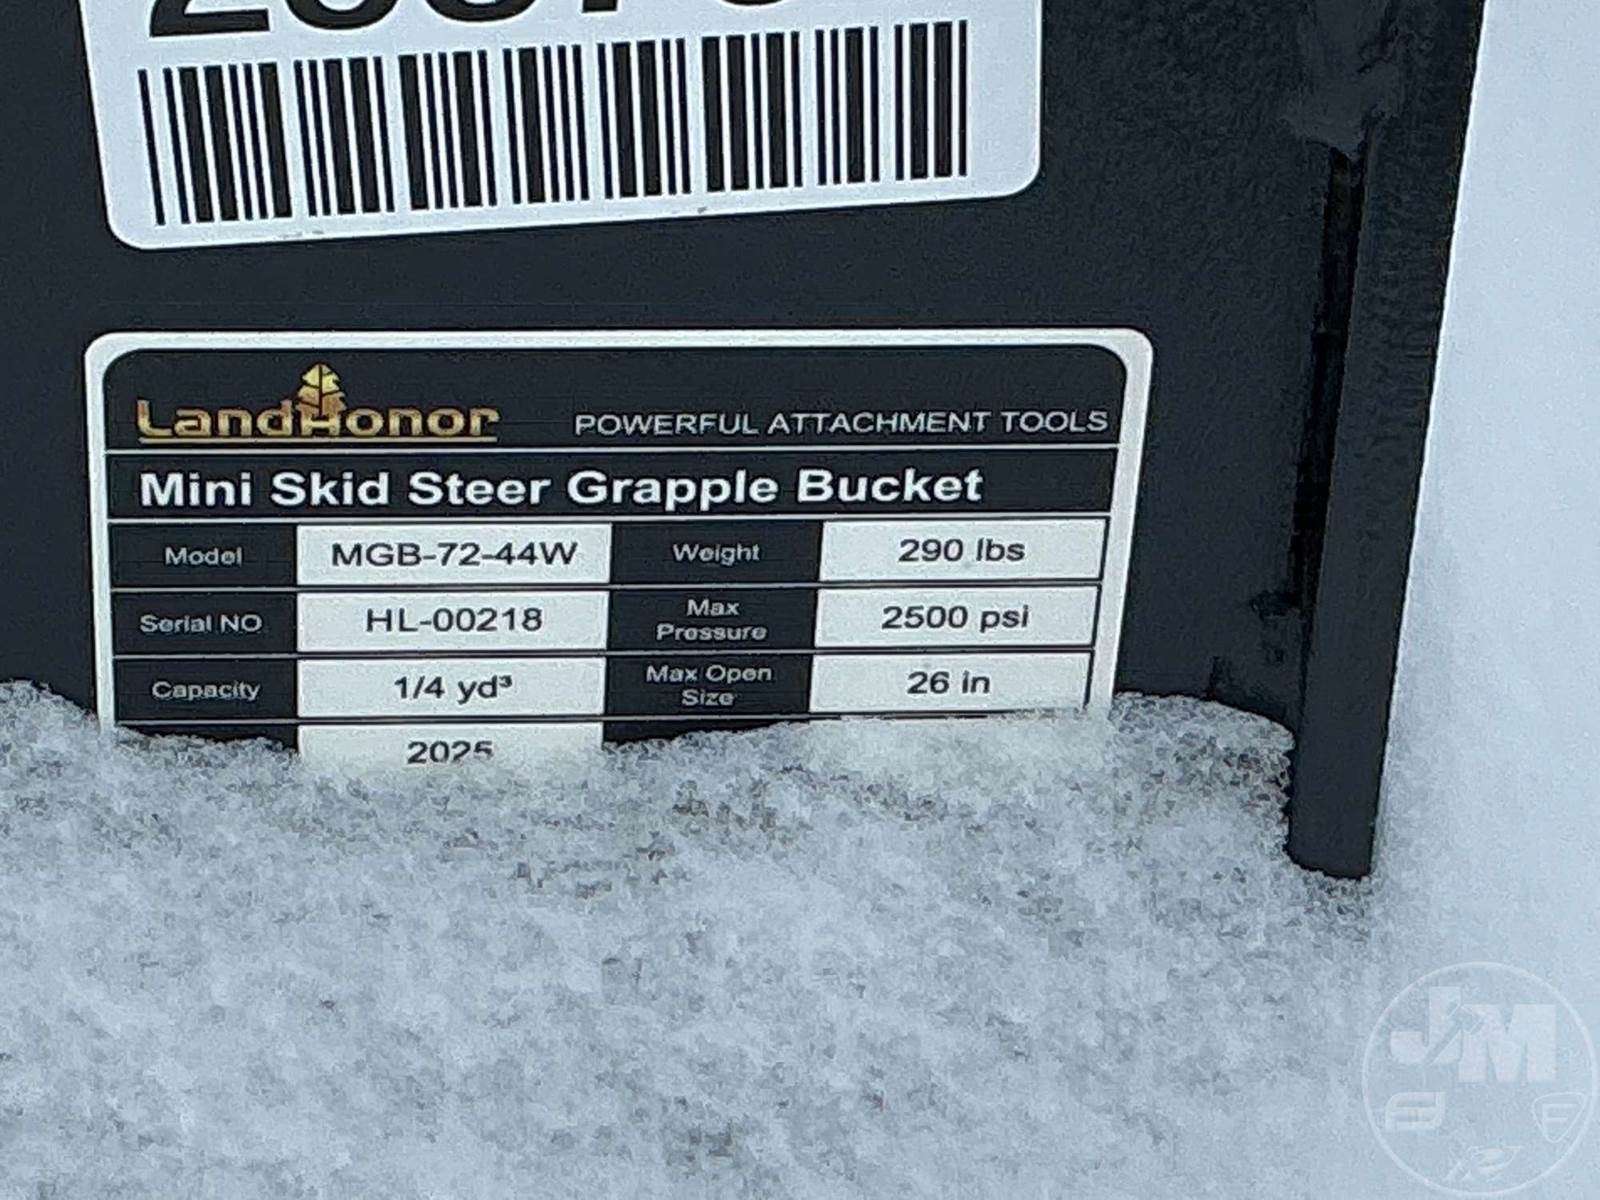 LandHonor POWERFUL ATTACHMENT TOOLS
Mini Skid Steer Grapple Bucket
Model MGB-72-44W Weight 290 lbs
Serial NO HL-00218 Max Pressure 2500 psi
Capacity 1/4 yd³ Max Open Size 26 in
2025
JM